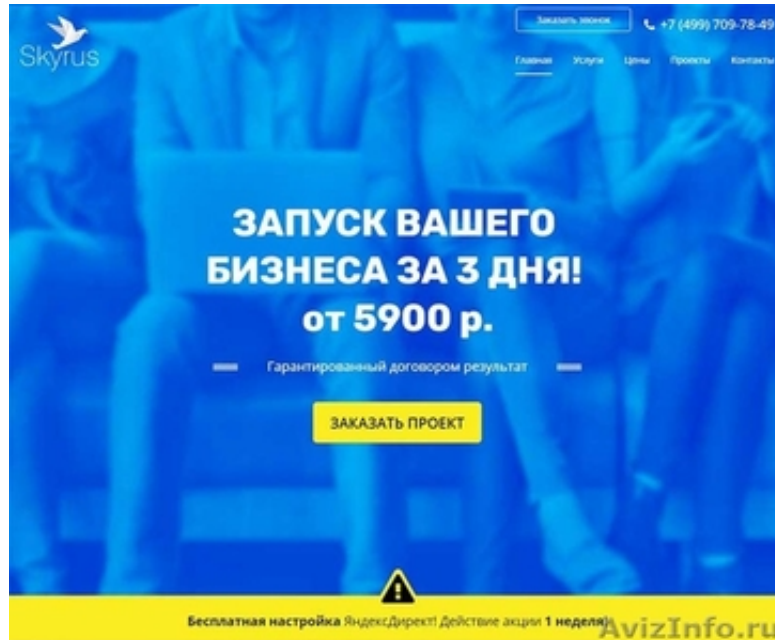 Skyrus
Заказать звонок
+7 (499) 709-78-49
Главная Услуги Цены Проекты Контакты
ЗАПУСК ВАШЕГО
БИЗНЕСА ЗА 3 ДНЯ!
от 5900 р.
Гарантированный договором результат
ЗАКАЗАТЬ ПРОЕКТ
Бесплатная настройка ЯндексДирект! Действие акции 1 неделя!
AvizInfo.ru